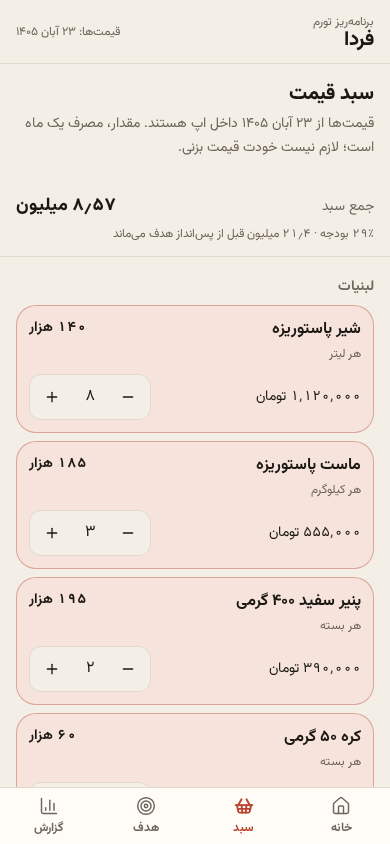 برنامه‌ریز تورم
فردا
قیمت‌ها: ۲۳ آبان ۱۴۰۵
سبد قیمت
قیمت‌ها از ۲۳ آبان ۱۴۰۵ داخل اپ هستند. مقدار، مصرف یک ماه
است؛ لازم نیست خودت قیمت بزنی.
جمع سبد
۸٫۵۷ میلیون
۲۹٪ بودجه · ۲۱٫۴ میلیون قبل از پس‌انداز هدف می‌ماند
لبنیات
شیر پاستوریزه
۱۴۰ هزار
هر لیتر
۱,۱۲۰,۰۰۰ تومان
− ۸ +
ماست پاستوریزه
۱۸۵ هزار
هر کیلوگرم
۵۵۵,۰۰۰ تومان
− ۳ +
پنیر سفید ۴۰۰ گرمی
۱۹۵ هزار
هر بسته
۳۹۰,۰۰۰ تومان
− ۲ +
کره ۵۰ گرمی
۶۰ هزار
هر بسته
خانه
سبد
هدف
گزارش